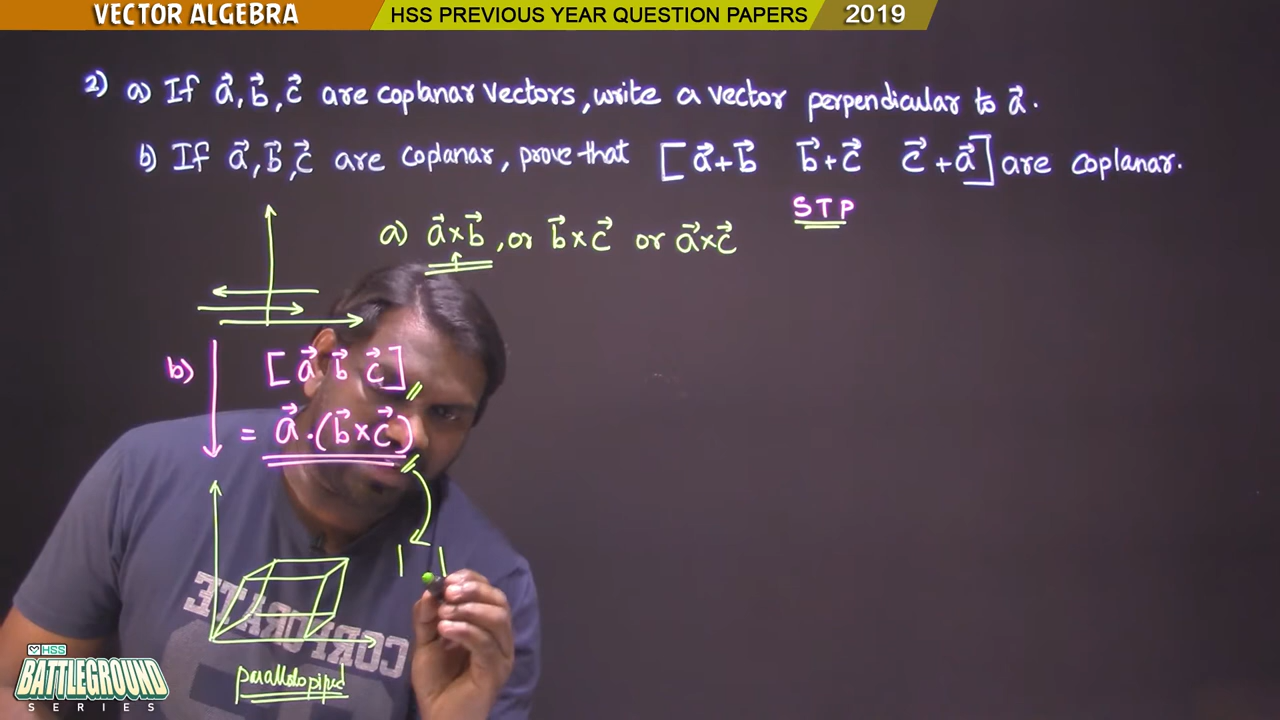 VECTOR ALGEBRA HSS PREVIOUS YEAR QUESTION PAPERS 2019
2) a) If a⃗, b⃗, c⃗ are coplanar vectors, write a vector perpendicular to a⃗.
b) If a⃗, b⃗, c⃗ are coplanar, prove that [a⃗+b⃗ b⃗+c⃗ c⃗+a⃗] are coplanar.
STP
a) a⃗×b⃗, or b⃗×c⃗ or a⃗×c⃗
b) [a⃗ b⃗ c⃗]
= a⃗·(b⃗×c⃗)
| |
CORPORATE
parallelopiped
HSS
BATTLEGROUND
SERIES